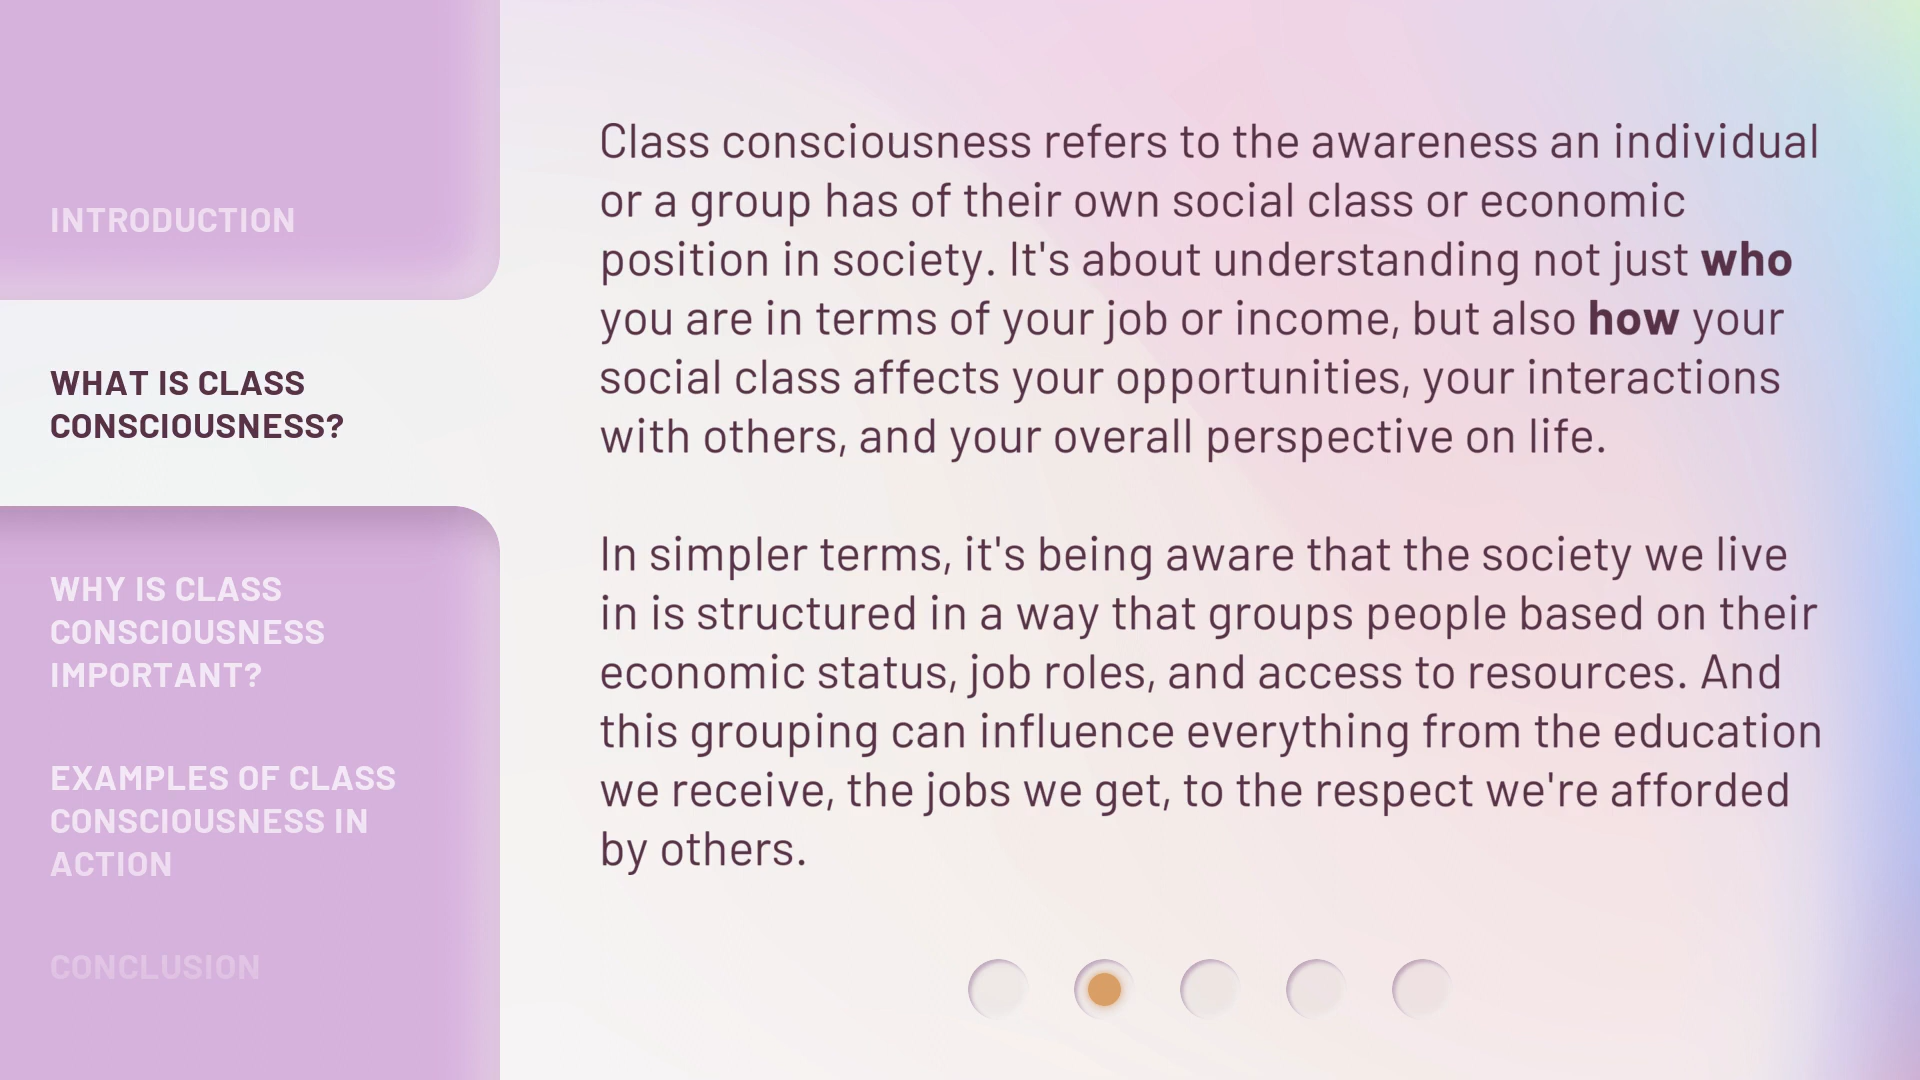 INTRODUCTION
WHAT IS CLASS
CONSCIOUSNESS?
WHY IS CLASS
CONSCIOUSNESS
IMPORTANT?
EXAMPLES OF CLASS
CONSCIOUSNESS IN
ACTION
CONCLUSION
Class consciousness refers to the awareness an individual
or a group has of their own social class or economic
position in society. It's about understanding not just who
you are in terms of your job or income, but also how your
social class affects your opportunities, your interactions
with others, and your overall perspective on life.
In simpler terms, it's being aware that the society we live
in is structured in a way that groups people based on their
economic status, job roles, and access to resources. And
this grouping can influence everything from the education
we receive, the jobs we get, to the respect we're afforded
by others.